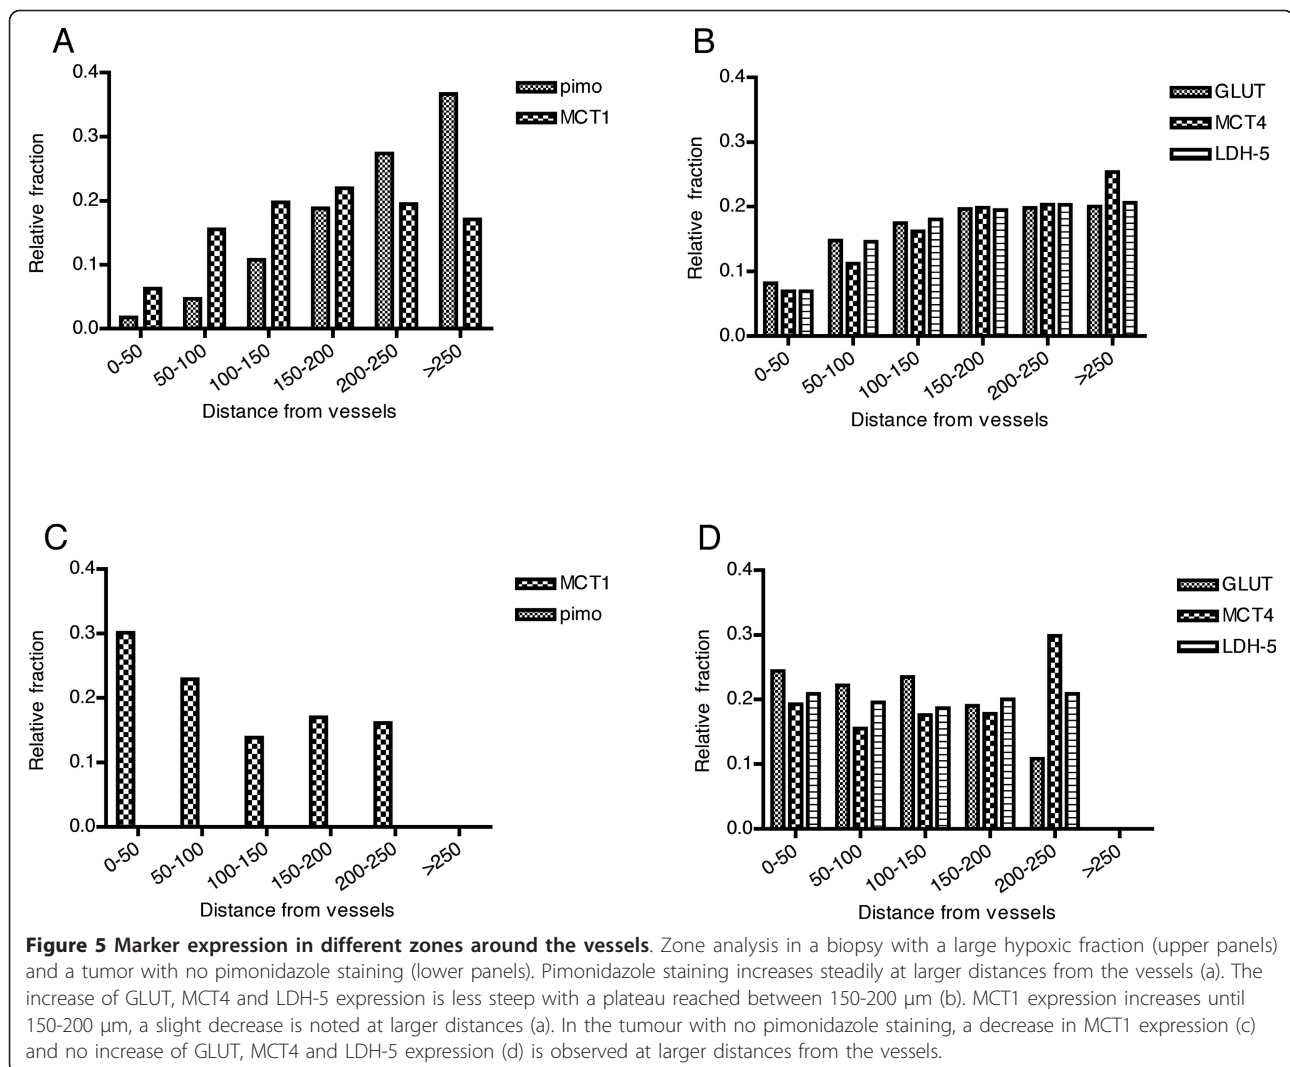 A
0.4
0.3
0.2
0.1
0.0
Relative fraction
0-50
50-100
100-150
150-200
200-250
>250
Distance from vessels
pimo
MCT1
B
0.4
0.3
0.2
0.1
0.0
Relative fraction
0-50
50-100
100-150
150-200
200-250
>250
Distance from vessels
GLUT
MCT4
LDH-5
C
0.4
0.3
0.2
0.1
0.0
Relative fraction
0-50
50-100
100-150
150-200
200-250
>250
Distance from vessels
MCT1
pimo
D
0.4
0.3
0.2
0.1
0.0
Relative fraction
0-50
50-100
100-150
150-200
200-250
>250
Distance from vessels
GLUT
MCT4
LDH-5
Figure 5 Marker expression in different zones around the vessels. Zone analysis in a biopsy with a large hypoxic fraction (upper panels)
and a tumor with no pimonidazole staining (lower panels). Pimonidazole staining increases steadily at larger distances from the vessels (a). The
increase of GLUT, MCT4 and LDH-5 expression is less steep with a plateau reached between 150-200 µm (b). MCT1 expression increases until
150-200 µm, a slight decrease is noted at larger distances (a). In the tumour with no pimonidazole staining, a decrease in MCT1 expression (c)
and no increase of GLUT, MCT4 and LDH-5 expression (d) is observed at larger distances from the vessels.